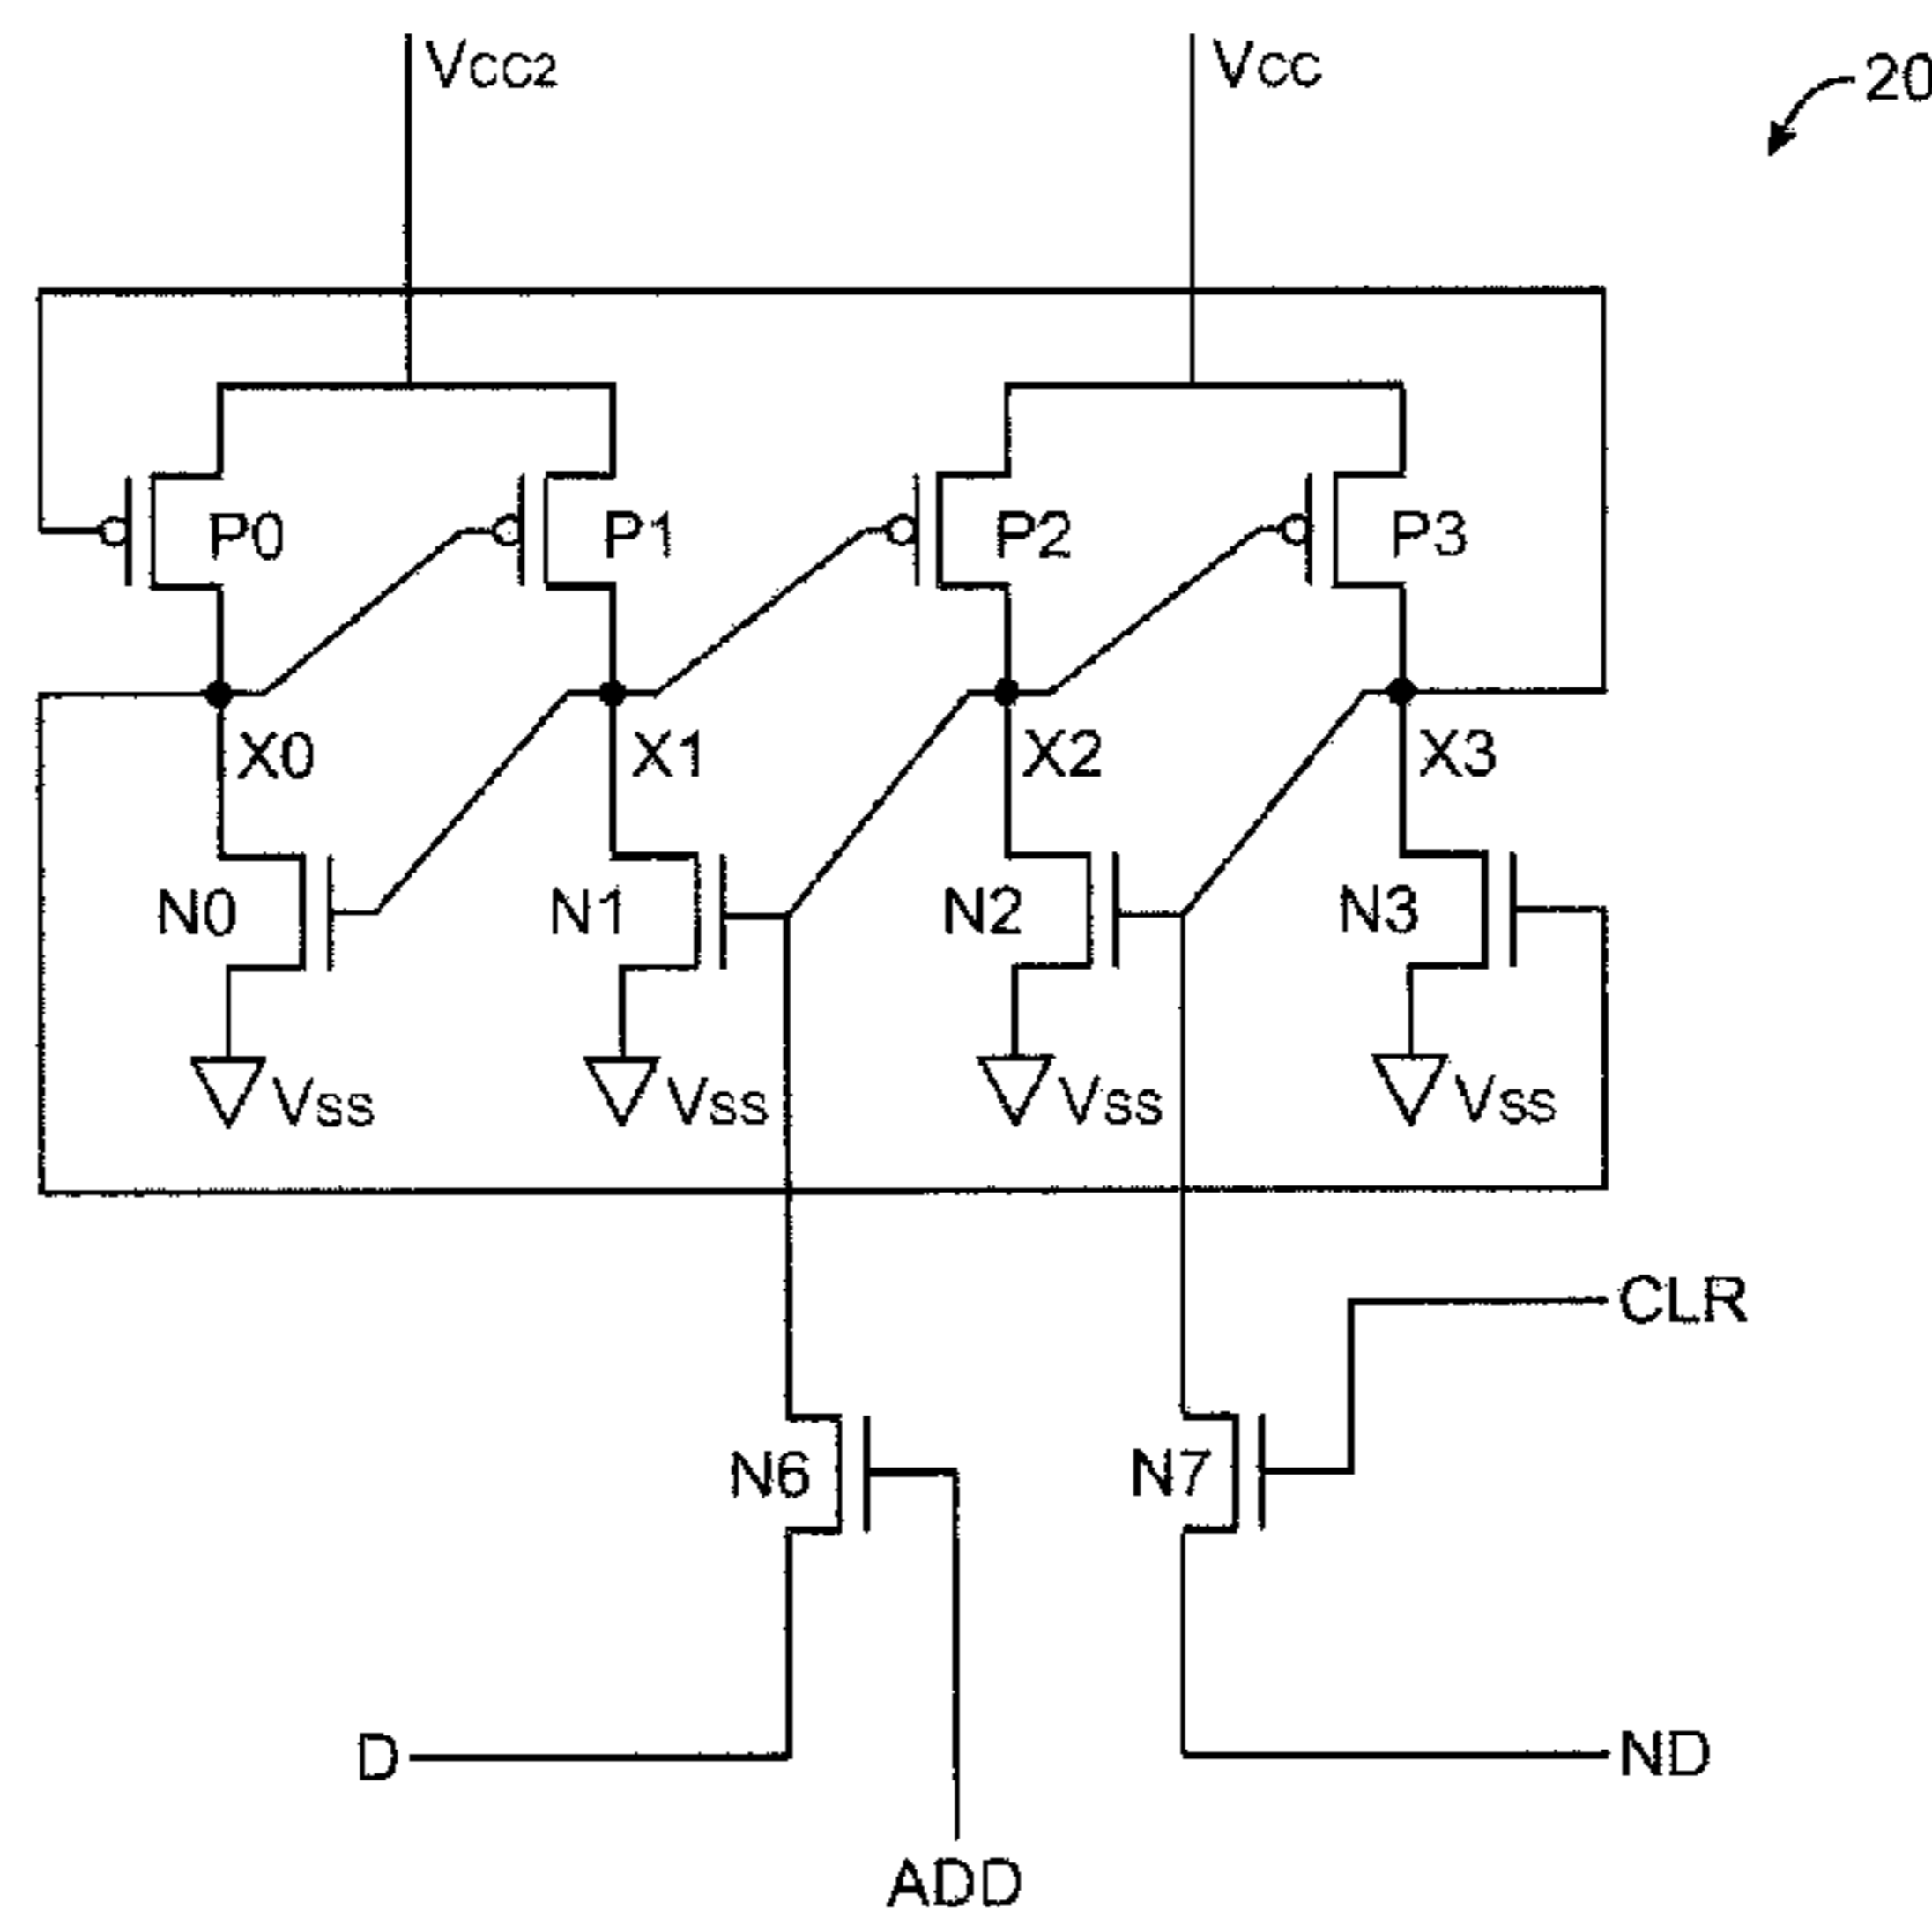 VCC2
VCC
20
P0
P1
P2
P3
X0
X1
X2
X3
N0
N1
N2
N3
VSS
VSS
VSS
VSS
CLR
N6
N7
D
ND
ADD